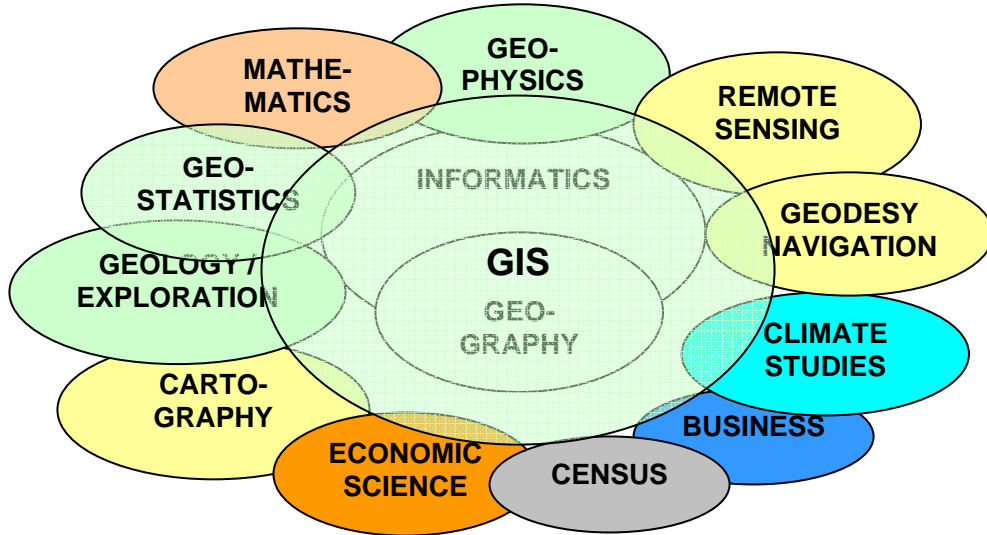 GEO-
PHYSICS
MATHE-
MATICS
REMOTE
SENSING
GEO-
STATISTICS
INFORMATICS
GEODESY
NAVIGATION
GIS
GEOLOGY /
EXPLORATION
GEO-
GRAPHY
CLIMATE
STUDIES
CARTO-
GRAPHY
BUSINESS
ECONOMIC
SCIENCE
CENSUS